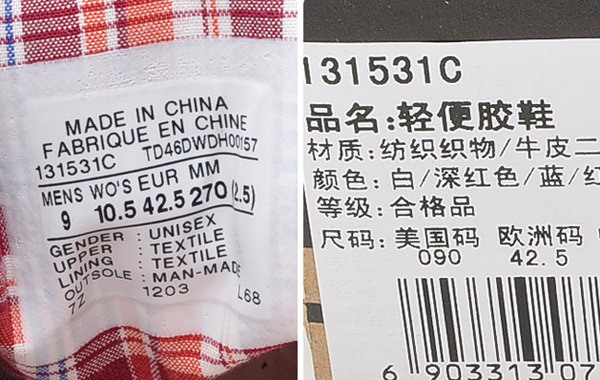 MADE IN CHINA
FABRIQUE EN CHINE
131531C TD46DWDH00157
MENS WO'S EUR MM
9 10.5 42.5 270 (2.5)
GENDER : UNISEX
UPPER : TEXTILE
LINING : TEXTILE
OUTSOLE : MAN-MADE
7Z 1203 L68
131531C
品名:轻便胶鞋
材质:纺织织物/牛皮二
颜色:白/深红色/蓝/红
等级:合格品
尺码:美国码 欧洲码
090 42.5
6 903313 07